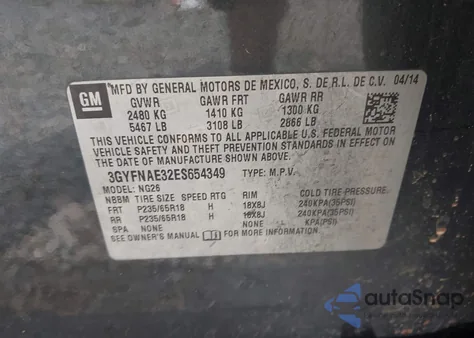 GM
MFD BY GENERAL MOTORS DE MEXICO, S. DE R.L. DE C.V. 04/14
GVWR GAWR FRT GAWR RR
2480 KG 1410 KG 1300 KG
5467 LB 3108 LB 2866 LB
THIS VEHICLE CONFORMS TO ALL APPLICABLE U.S. FEDERAL MOTOR
VEHICLE SAFETY AND THEFT PREVENTION STANDARDS IN EFFECT ON
THE DATE OF MANUFACTURE SHOWN ABOVE.
3GYFNAE32ES654349 TYPE: M.P.V.
MODEL: NG26
NBBM TIRE SIZE SPEED RTG RIM COLD TIRE PRESSURE
FRT P235/65R18 H 18X8J 240KPA(35PSI)
RR P235/65R18 H 18X8J 240KPA(35PSI)
SPA NONE NONE KPA(PSI)
SEE OWNER'S MANUAL FOR MORE INFORMATION
autoSnap